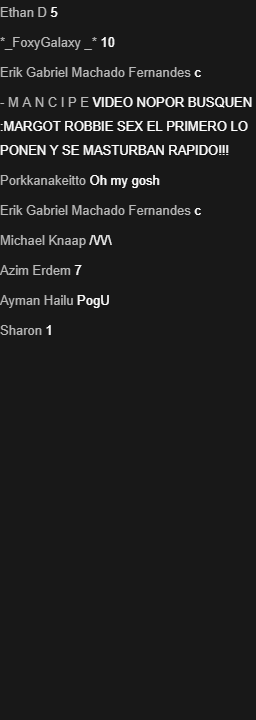 Ethan D 5
*_FoxyGalaxy _* 10
Erik Gabriel Machado Fernandes c
- M A N C I P E VIDEO NOPOR BUSQUEN
:MARGOT ROBBIE SEX EL PRIMERO LO
PONEN Y SE MASTURBAN RAPIDO!!!
Porkkanakeitto Oh my gosh
Erik Gabriel Machado Fernandes c
Michael Knaap /\/\/\
Azim Erdem 7
Ayman Hailu PogU
Sharon 1